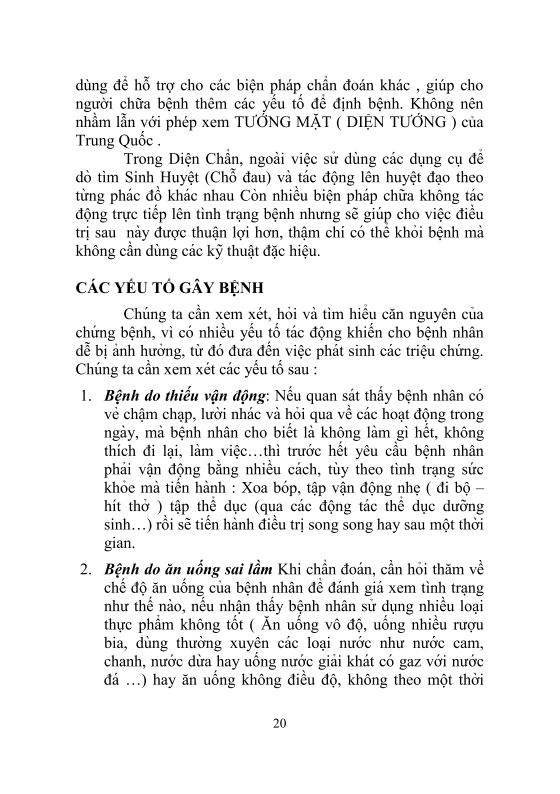 dùng để hỗ trợ cho các biện pháp chẩn đoán khác , giúp cho
người chữa bệnh thêm các yếu tố để định bệnh. Không nên
nhầm lẫn với phép xem TƯỚNG MẶT ( DIỆN TƯỚNG ) của
Trung Quốc .
Trong Diện Chẩn, ngoài việc sử dùng các dụng cụ để
dò tìm Sinh Huyệt (Chỗ đau) và tác động lên huyệt đạo theo
từng phác đồ khác nhau Còn nhiều biện pháp chữa không tác
động trực tiếp lên tình trạng bệnh nhưng sẽ giúp cho việc điều
trị sau này được thuận lợi hơn, thậm chí có thể khỏi bệnh mà
không cần dùng các kỹ thuật đặc hiệu.
CÁC YẾU TỐ GÂY BỆNH
Chúng ta cần xem xét, hỏi và tìm hiểu căn nguyên của
chứng bệnh, vì có nhiều yếu tố tác động khiến cho bệnh nhân
dễ bị ảnh hưởng, từ đó đưa đến việc phát sinh các triệu chứng.
Chúng ta cần xem xét các yếu tố sau :
1. Bệnh do thiếu vận động: Nếu quan sát thấy bệnh nhân có
vẻ chậm chạp, lười nhác và hỏi qua về các hoạt động trong
ngày, mà bệnh nhân cho biết là không làm gì hết, không
thích đi lại, làm việc…thì trước hết yêu cầu bệnh nhân
phải vận động bằng nhiều cách, tùy theo tình trạng sức
khỏe mà tiến hành : Xoa bóp, tập vận động nhẹ ( đi bộ –
hít thở ) tập thể dục (qua các động tác thể dục dưỡng
sinh…) rồi sẽ tiến hành điều trị song song hay sau một thời
gian.
2. Bệnh do ăn uống sai lầm Khi chẩn đoán, cần hỏi thăm về
chế độ ăn uống của bệnh nhân để đánh giá xem tình trạng
như thế nào, nếu nhận thấy bệnh nhân sử dụng nhiều loại
thực phẩm không tốt ( Ăn uống vô độ, uống nhiều rượu
bia, dùng thường xuyên các loại nước như nước cam,
chanh, nước dừa hay uống nước giải khát có gaz với nước
đá …) hay ăn uống không điều độ, không theo một thời
20